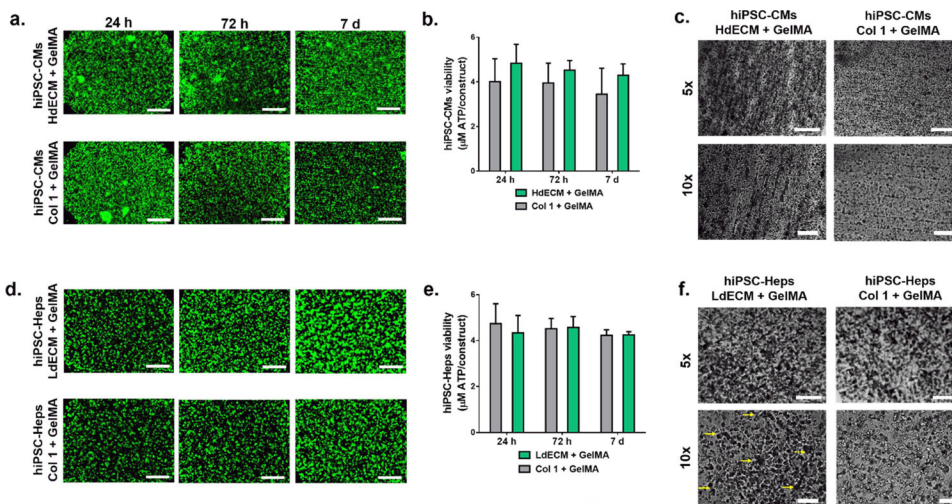 a.
24 h
72 h
7 d
hiPSC-CMs
HdECM + GelMA
hiPSC-CMs
Col 1 + GelMA
b.
hiPSC-CMs viability
(μM ATP/construct)
6
4
2
0
24 h
72 h
7 d
HdECM + GelMA
Col 1 + GelMA
c.
hiPSC-CMs
HdECM + GelMA
hiPSC-CMs
Col 1 + GelMA
5x
10x
d.
hiPSC-Heps
LdECM + GelMA
hiPSC-Heps
Col 1 + GelMA
e.
hiPSC-Heps viability
(μM ATP/construct)
6
4
2
0
24 h
72 h
7 d
LdECM + GelMA
Col 1 + GelMA
f.
hiPSC-Heps
LdECM + GelMA
hiPSC-Heps
Col 1 + GelMA
5x
10x